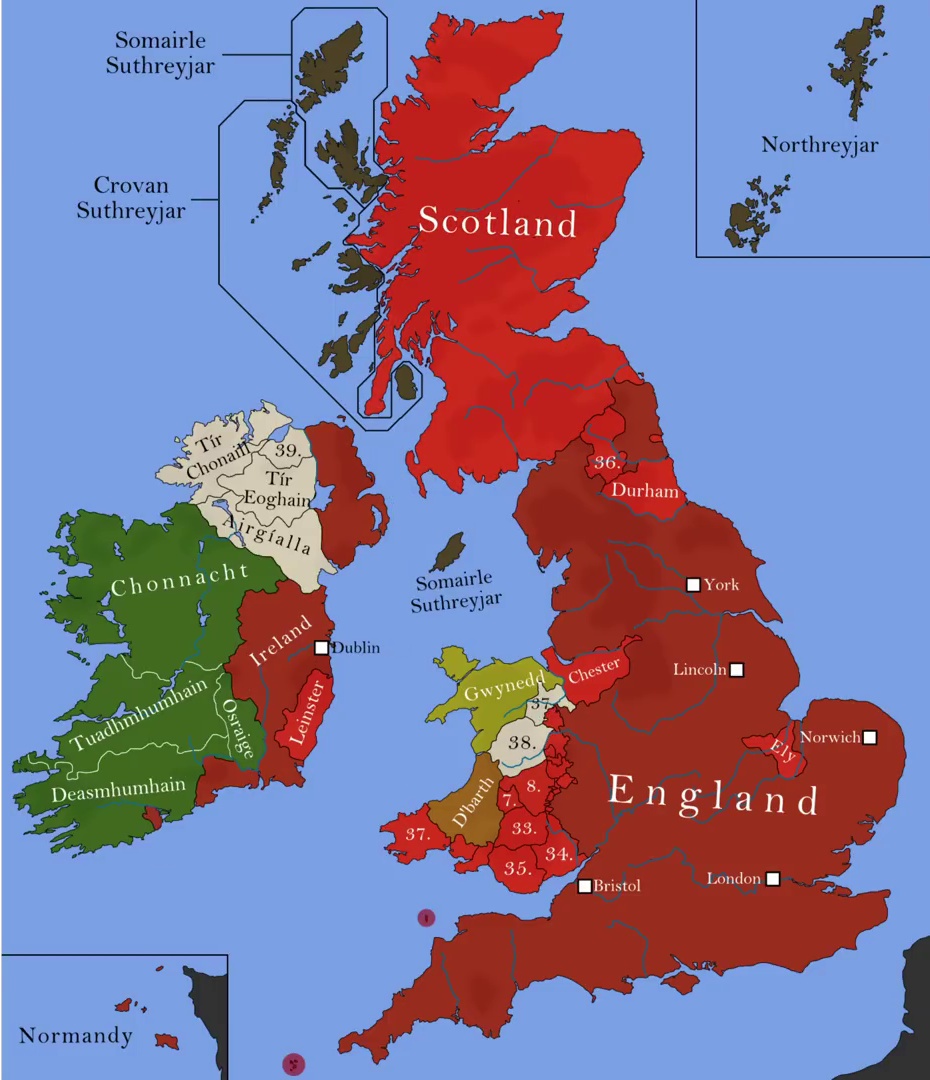 Somairle
Suthreyjar
Crovan
Suthreyjar
Northreyjar
Scotland
Tír
Chonaill
39.
Tír
Eoghain
Airgíalla
36.
Durham
Chonnacht
Somairle
Suthreyjar
York
Ireland
Dublin
Lincoln
Chester
Gwynedd
37.
Leinster
Tuadhmhumhain
Osraige
38.
Ely
Norwich
Deasmhumhain
D'barth
7.
8.
England
37.
33.
34.
35.
Bristol
London
Normandy